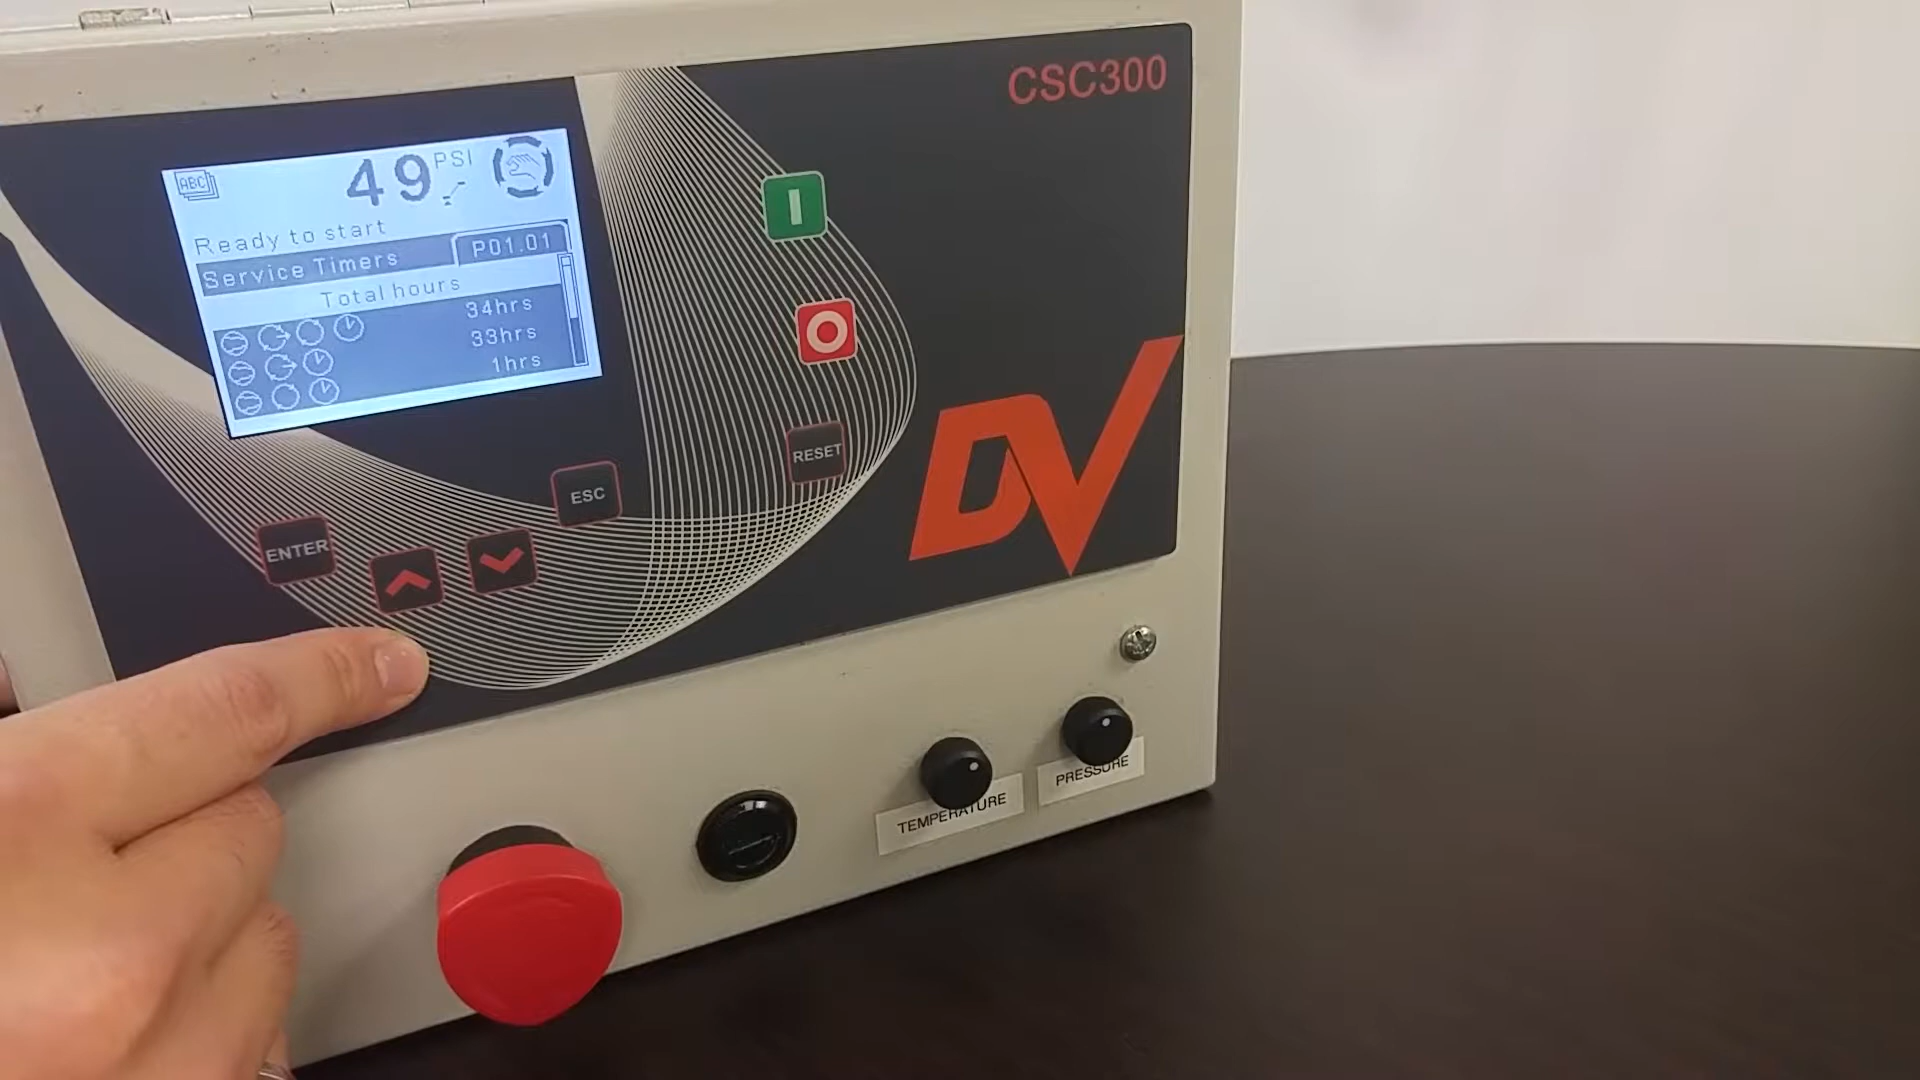 CSC300
ABC
49 PSI
Ready to start
Service Timers P01.01
Total hours
34hrs
33hrs
1hrs
RESET
ESC
ENTER
DV
PRESSURE
TEMPERATURE